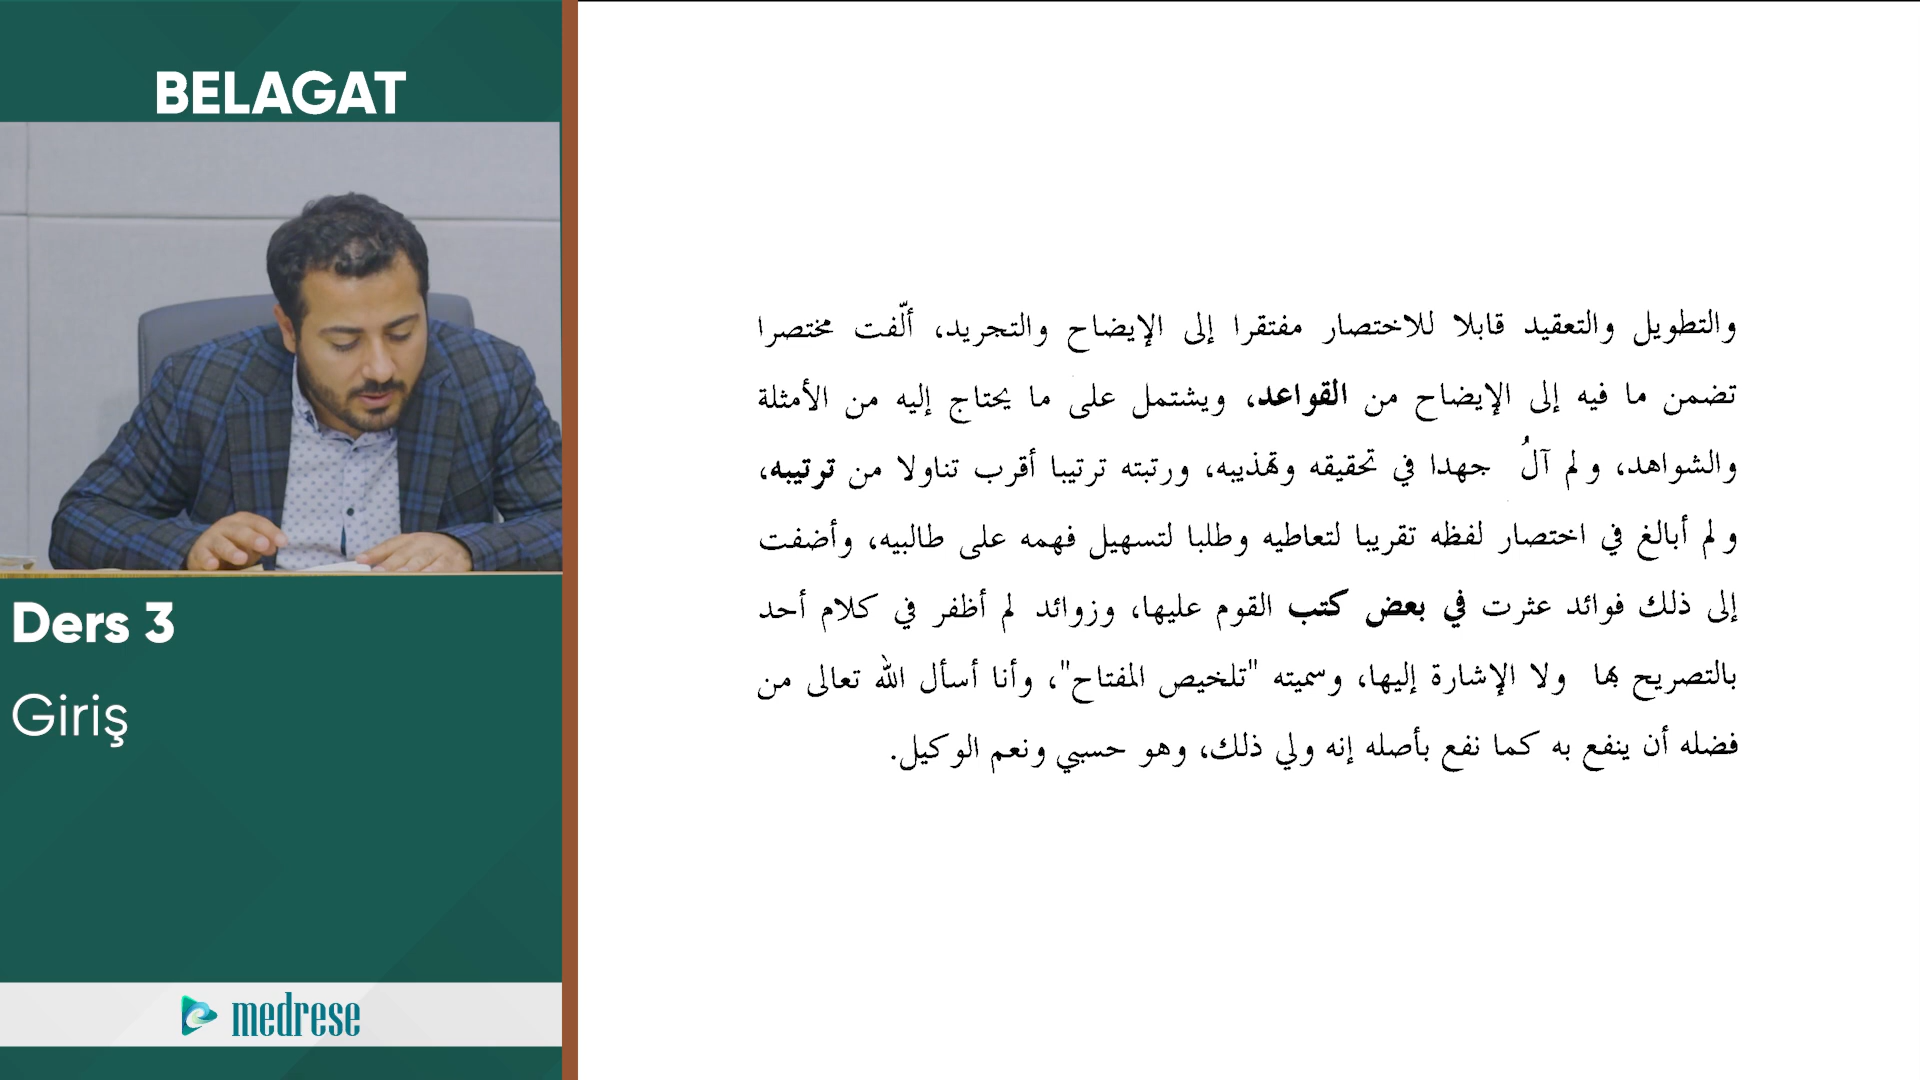 BELAGAT
Ders 3
Giriş
medrese
والتطويل والتعقيد قابلا للاختصار مفتقرا إلى الإيضاح والتجريد، ألّفت مختصرا
تضمن ما فيه إلى الإيضاح من القواعد، ويشتمل على ما يحتاج إليه من الأمثلة
والشواهد، ولم آلُ جهدا في تحقيقه وتهذيبه، ورتبته ترتيبا أقرب تناولا من ترتيبه،
ولم أبالغ في اختصار لفظه تقريبا لتعاطيه وطلبا لتسهيل فهمه على طالبيه، وأضفت
إلى ذلك فوائد عثرت في بعض كتب القوم عليها، وزوائد لم أظفر في كلام أحد
بالتصريح بها ولا الإشارة إليها، وسميته "تلخيص المفتاح"، وأنا أسأل الله تعالى من
فضله أن ينفع به كما نفع بأصله إنه ولي ذلك، وهو حسبي ونعم الوكيل.